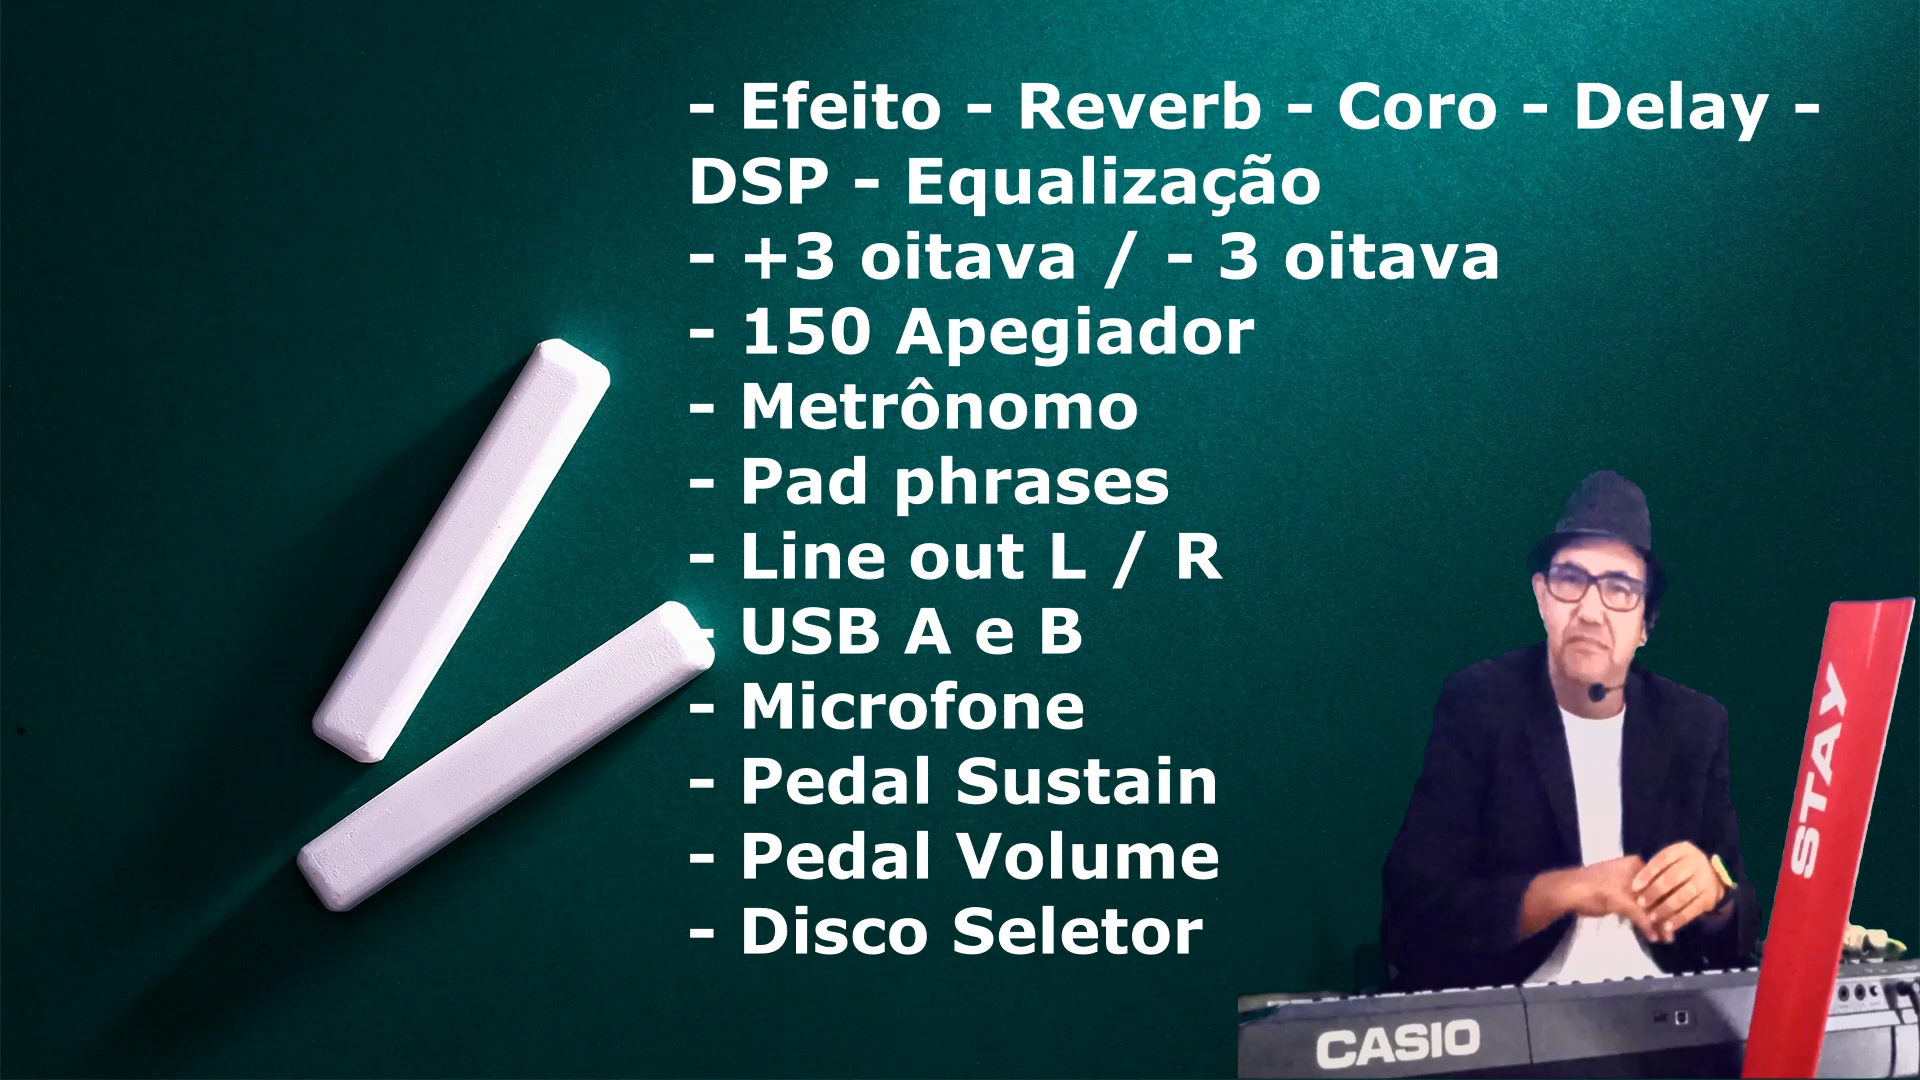 - Efeito - Reverb - Coro - Delay -
DSP - Equalização
- +3 oitava / - 3 oitava
- 150 Apegiador
- Metrônomo
- Pad phrases
- Line out L / R
- USB A e B
- Microfone
- Pedal Sustain
- Pedal Volume
- Disco Seletor
STAY
CASIO